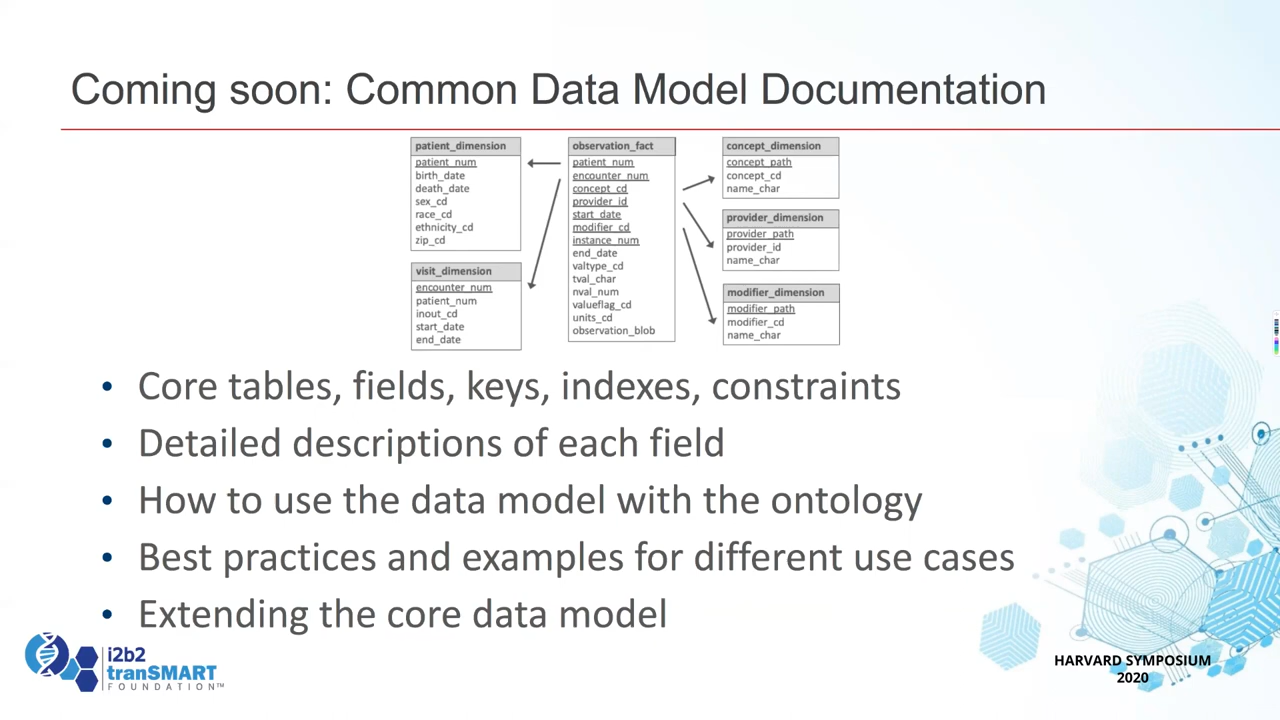 Coming soon: Common Data Model Documentation
patient_dimension
patient_num
birth_date
death_date
sex_cd
race_cd
ethnicity_cd
zip_cd
visit_dimension
encounter_num
patient_num
inout_cd
start_date
end_date
observation_fact
patient_num
encounter_num
concept_cd
provider_id
start_date
modifier_cd
instance_num
end_date
valtype_cd
tval_char
nval_num
valueflag_cd
units_cd
observation_blob
concept_dimension
concept_path
concept_cd
name_char
provider_dimension
provider_path
provider_id
name_char
modifier_dimension
modifier_path
modifier_cd
name_char
• Core tables, fields, keys, indexes, constraints
• Detailed descriptions of each field
• How to use the data model with the ontology
• Best practices and examples for different use cases
• Extending the core data model
i2b2
tranSMART
FOUNDATION™
HARVARD SYMPOSIUM
2020